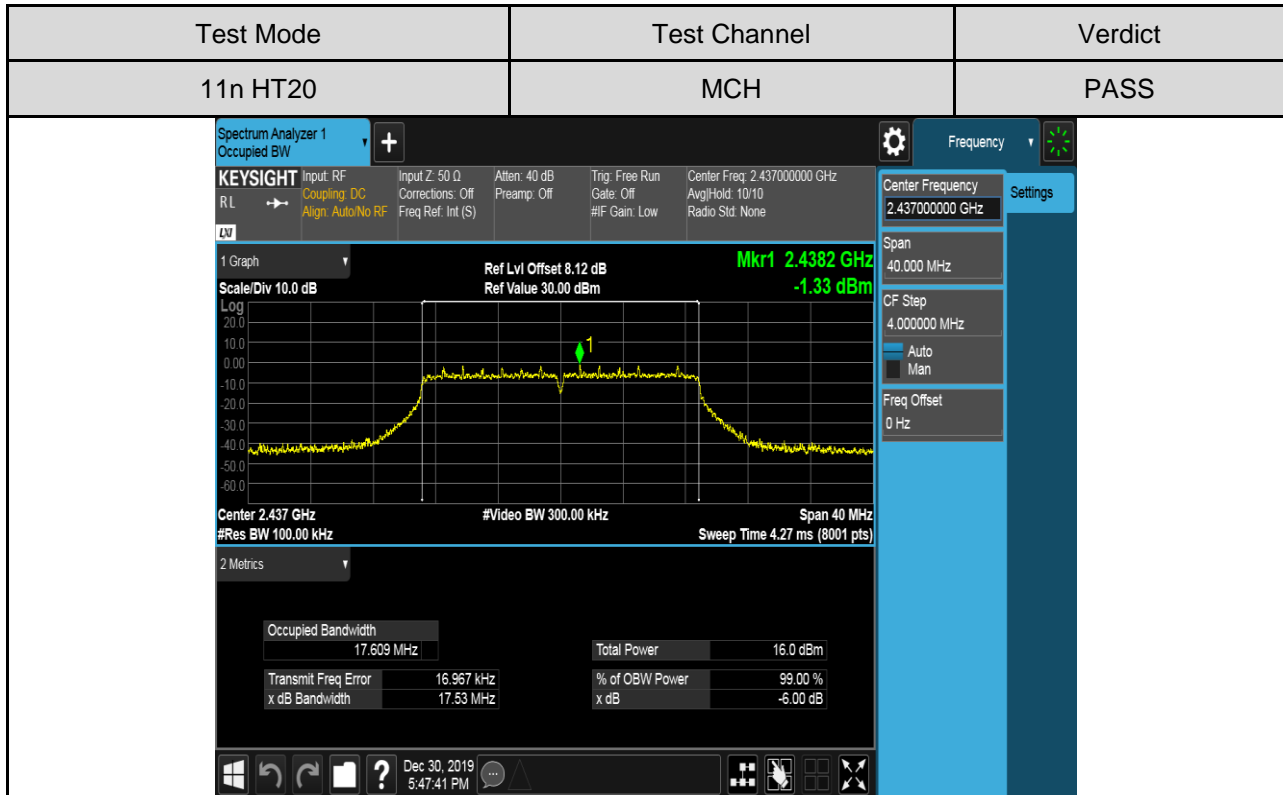 Test Mode Test Channel Verdict
11n HT20 MCH PASS
Spectrum Analyzer 1
Occupied BW
+
Frequency
KEYSIGHT
RL
LXI
Input: RF
Coupling: DC
Align: Auto/No RF
Input Z: 50 Ω
Corrections: Off
Freq Ref: Int (S)
Atten: 40 dB
Preamp: Off
Trig: Free Run
Gate: Off
#IF Gain: Low
Center Freq: 2.437000000 GHz
Avg|Hold: 10/10
Radio Std: None
Center Frequency
2.437000000 GHz
Settings
Span
40.000 MHz
CF Step
4.000000 MHz
Auto
Man
Freq Offset
0 Hz
1 Graph
Scale/Div 10.0 dB
Ref Lvl Offset 8.12 dB
Ref Value 30.00 dBm
Mkr1 2.4382 GHz
-1.33 dBm
Log
20.0
10.0
0.00
-10.0
-20.0
-30.0
-40.0
-50.0
-60.0
1
Center 2.437 GHz #Video BW 300.00 kHz Span 40 MHz
#Res BW 100.00 kHz Sweep Time 4.27 ms (8001 pts)
2 Metrics
Occupied Bandwidth
17.609 MHz
Total Power 16.0 dBm
Transmit Freq Error 16.967 kHz % of OBW Power 99.00 %
x dB Bandwidth 17.53 MHz x dB -6.00 dB
?
Dec 30, 2019
5:47:41 PM